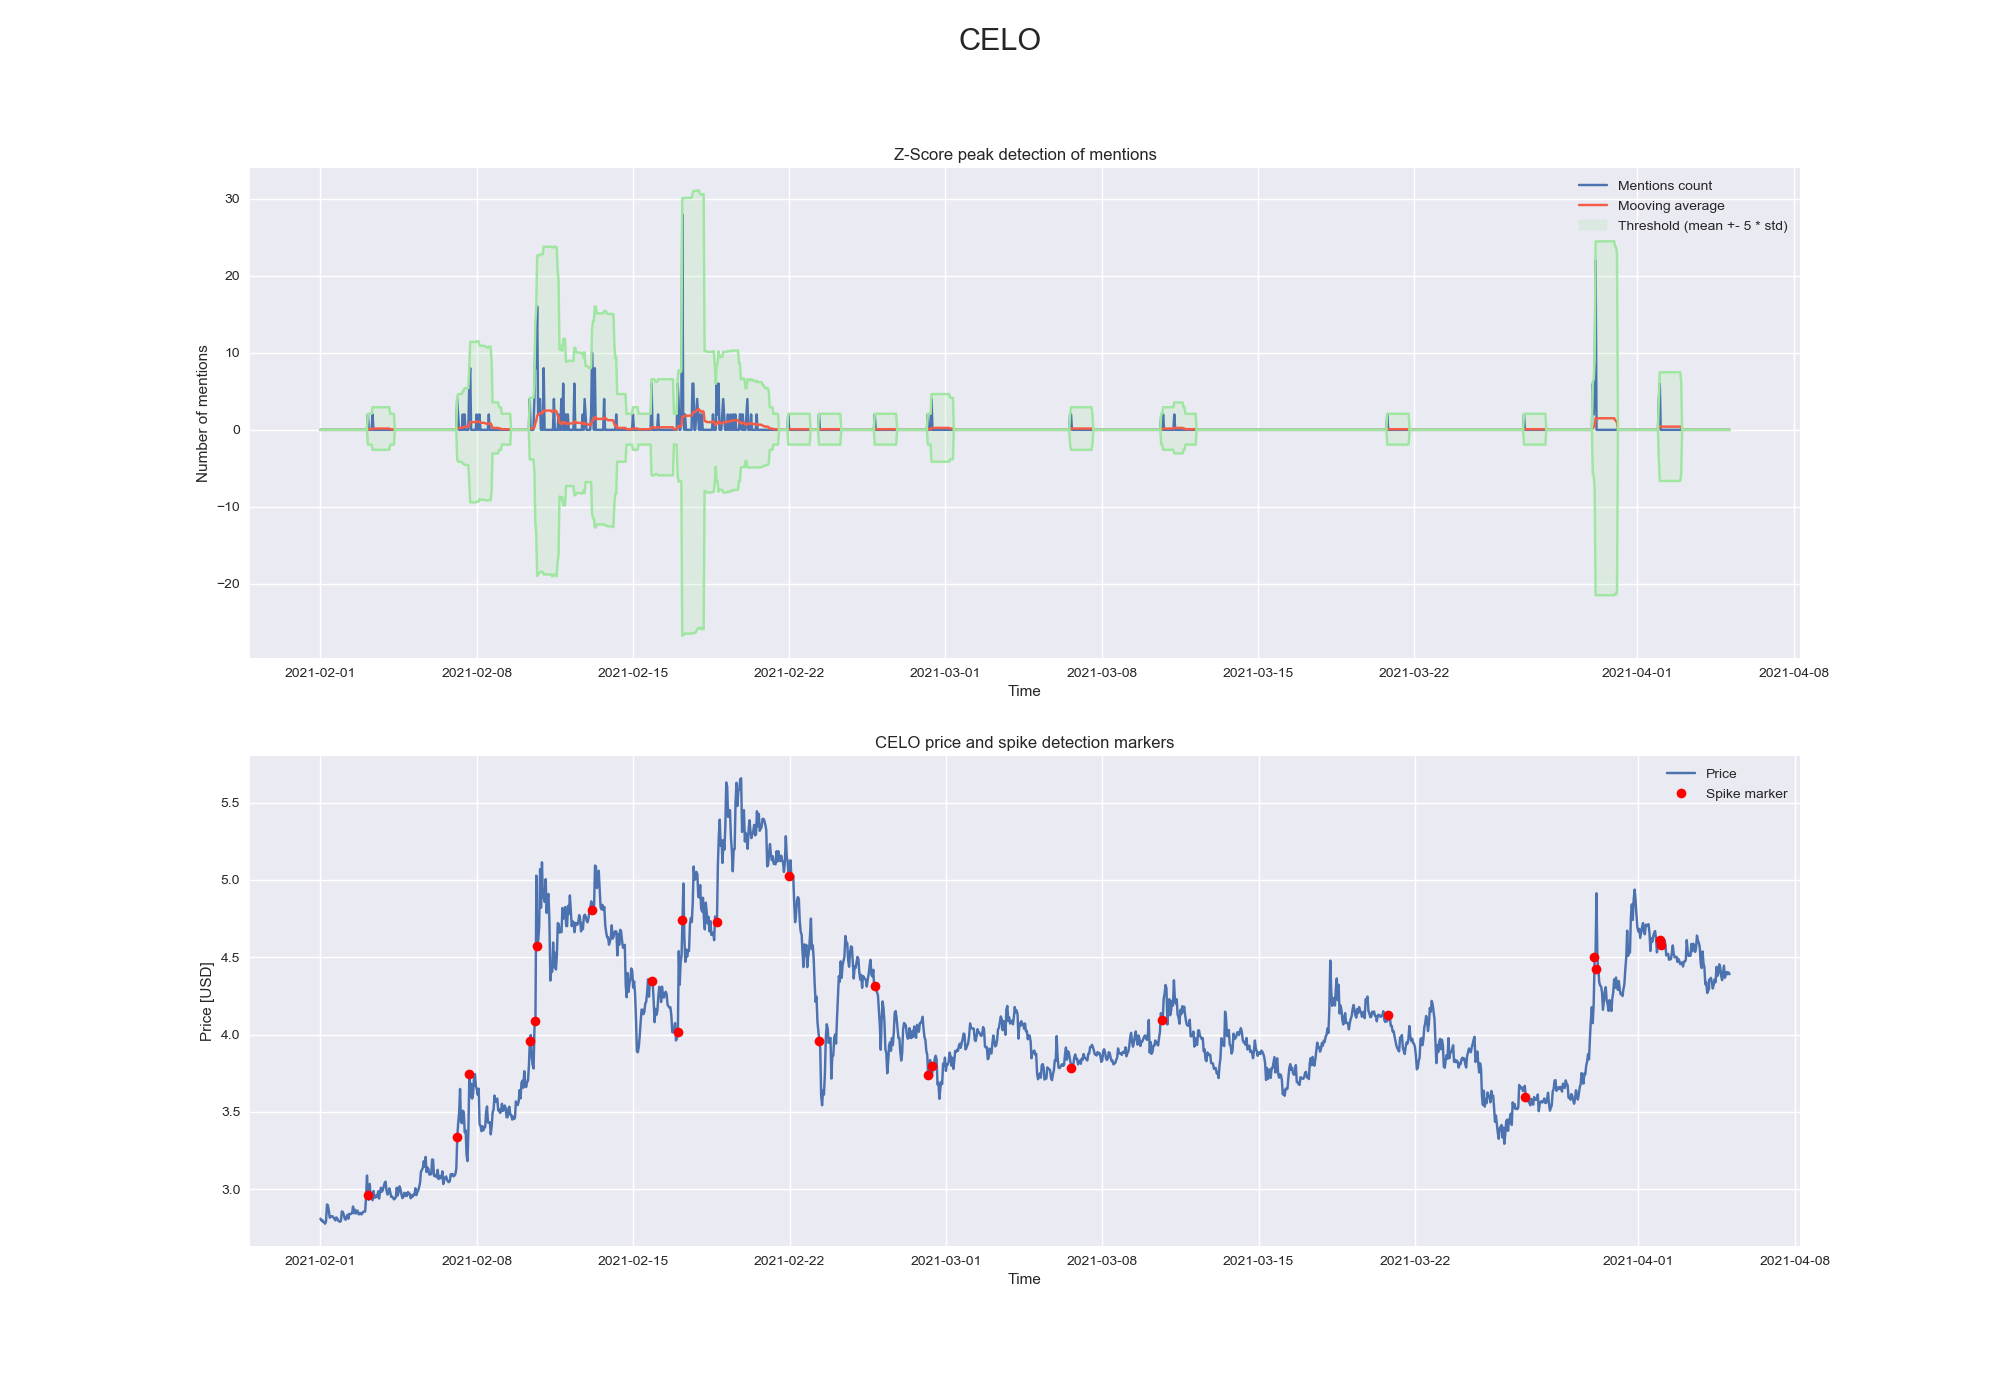 CELO
Z-Score peak detection of mentions
Mentions count
Mooving average
Threshold (mean +- 5 * std)
Number of mentions
30
20
10
0
−10
−20
2021-02-01 2021-02-08 2021-02-15 2021-02-22 2021-03-01 2021-03-08 2021-03-15 2021-03-22 2021-04-01 2021-04-08
Time
CELO price and spike detection markers
Price
Spike marker
Price [USD]
5.5
5.0
4.5
4.0
3.5
3.0
2021-02-01 2021-02-08 2021-02-15 2021-02-22 2021-03-01 2021-03-08 2021-03-15 2021-03-22 2021-04-01 2021-04-08
Time